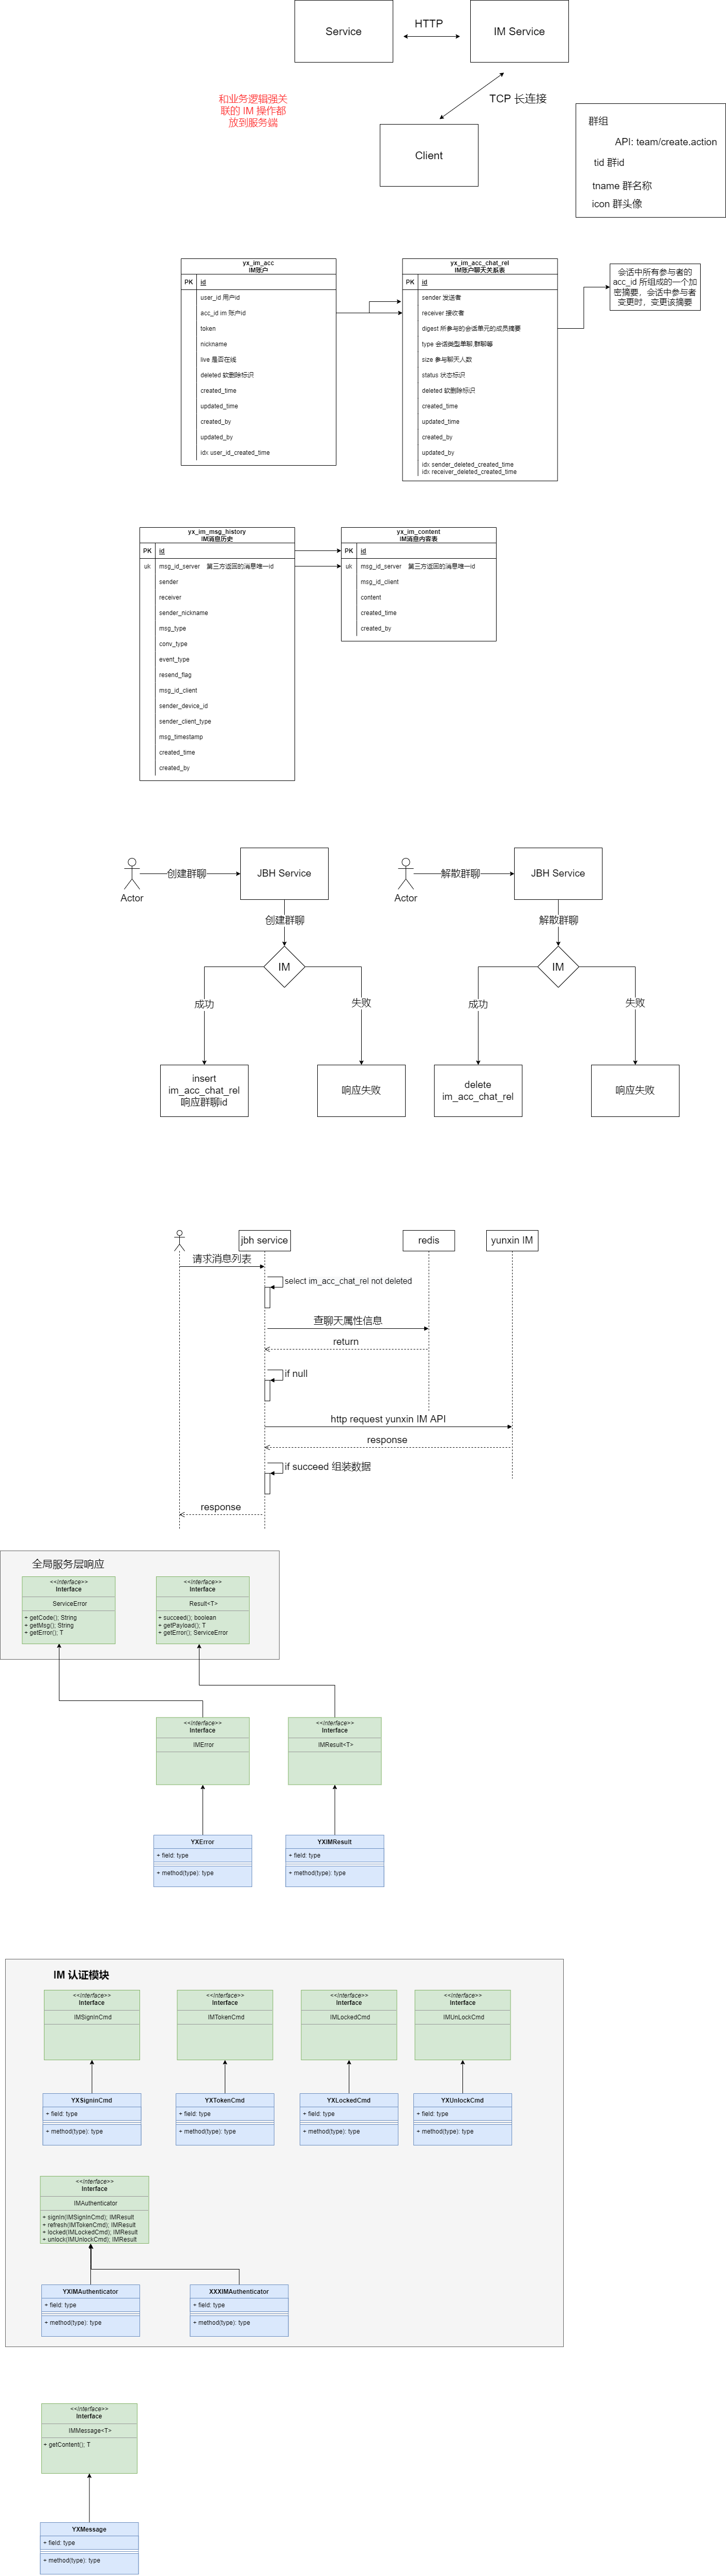 Service
HTTP
IM Service
和业务逻辑强关
联的 IM 操作都
放到服务端
TCP 长连接
Client
群组
API: team/create.action
tid 群id
tname 群名称
icon 群头像
yx_im_acc
IM账户
PK
id
user_id 用户id
acc_id im 账户id
token
nickname
live 是否在线
deleted 软删除标识
created_time
updated_time
created_by
updated_by
idx user_id_created_time
yx_im_acc_chat_rel
IM账户聊天关系表
PK
id
sender 发送者
receiver 接收者
digest 所参与的会话单元的成员摘要
type 会话类型单聊,群聊等
size 参与聊天人数
status 状态标识
deleted 软删除标识
created_time
updated_time
created_by
updated_by
idx sender_deleted_created_time
idx receiver_deleted_created_time
会话中所有参与者的
acc_id 所组成的一个加
密摘要，会话中参与者
变更时，变更该摘要
yx_im_msg_history
IM消息历史
PK
id
uk
msg_id_server 第三方返回的消息唯一id
sender
receiver
sender_nickname
msg_type
conv_type
event_type
resend_flag
msg_id_client
sender_device_id
sender_client_type
msg_timestamp
created_time
created_by
yx_im_content
IM消息内容表
PK
id
uk
msg_id_server 第三方返回的消息唯一id
msg_id_client
content
created_time
created_by
Actor
创建群聊
JBH Service
创建群聊
IM
成功
失败
insert
im_acc_chat_rel
响应群聊id
响应失败
Actor
解散群聊
JBH Service
解散群聊
IM
成功
失败
delete
im_acc_chat_rel
响应失败
jbh service
redis
yunxin IM
请求消息列表
select im_acc_chat_rel not deleted
查聊天属性信息
return
if null
http request yunxin IM API
response
if succeed 组装数据
response
全局服务层响应
<<Interface>>
Interface
ServiceError
+ getCode(); String
+ getMsg(); String
+ getError(); T
<<Interface>>
Interface
Result<T>
+ succeed(); boolean
+ getPayload(); T
+ getError(); ServiceError
<<Interface>>
Interface
IMError
<<Interface>>
Interface
IMResult<T>
YXError
+ field: type
+ method(type): type
YXIMResult
+ field: type
+ method(type): type
IM 认证模块
<<Interface>>
Interface
IMSignInCmd
<<Interface>>
Interface
IMTokenCmd
<<Interface>>
Interface
IMLockedCmd
<<Interface>>
Interface
IMUnLockCmd
YXSigninCmd
+ field: type
+ method(type): type
YXTokenCmd
+ field: type
+ method(type): type
YXLockedCmd
+ field: type
+ method(type): type
YXUnlockCmd
+ field: type
+ method(type): type
<<Interface>>
Interface
IMAuthenticator
+ signIn(IMSignInCmd); IMResult
+ refresh(IMTokenCmd); IMResult
+ locked(IMLockedCmd); IMResult
+ unlock(IMUnLockCmd); IMResult
YXIMAuthenticator
+ field: type
+ method(type): type
XXXIMAuthenticator
+ field: type
+ method(type): type
<<Interface>>
Interface
IMMessage<T>
+ getContent(); T
YXMessage
+ field: type
+ method(type): type